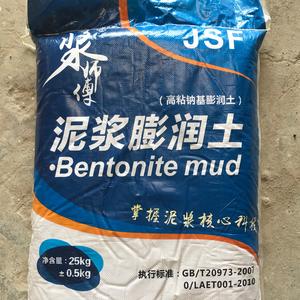 JSF
浆师傅
（高粘钠基膨润土）
泥浆膨润土
·Bentonite mud
掌握泥浆核心科技
净含量：25kg
±0.5kg
执行标准：GB/T20973-2007
0/LAET001-2010